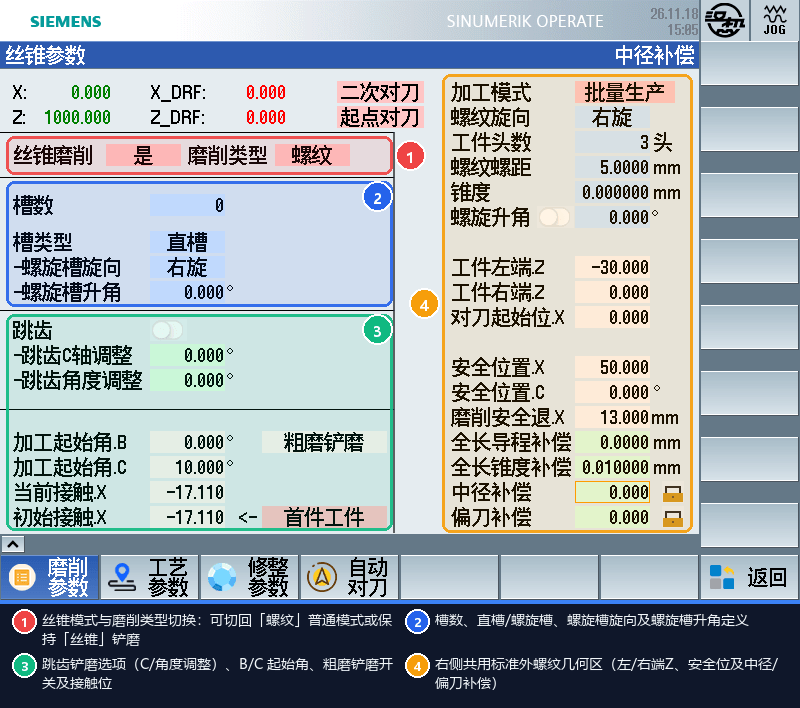 SIEMENS
SINUMERIK OPERATE
26.11.18
15:05
JOG
丝锥参数
中径补偿
X: 0.000 X_DRF: 0.000 二次对刀
Z: 1000.000 Z_DRF: 0.000 起点对刀
丝锥磨削 是 磨削类型 螺纹
1
槽数 0
2
槽类型 直槽
-螺旋槽旋向 右旋
-螺旋槽升角 0.000°
跳齿
3
-跳齿C轴调整 0.000°
-跳齿角度调整 0.000°
加工起始角.B 0.000° 粗磨铲磨
加工起始角.C 10.000°
当前接触.X -17.110
初始接触.X -17.110 <- 首件工件
加工模式 批量生产
螺纹旋向 右旋
工件头数 3 头
螺纹螺距 5.0000 mm
锥度 0.000000 mm
螺旋升角 0.000°
工件左端.Z -30.000
工件右端.Z 0.000
4
对刀起始位.X 0.000
安全位置.X 50.000
安全位置.C 0.000°
磨削安全退.X 13.000 mm
全长导程补偿 0.0000 mm
全长锥度补偿 0.010000 mm
中径补偿 0.000
偏刀补偿 0.000
磨削
参数
工艺
参数
修整
参数
自动
对刀
返回
1 丝锥模式与磨削类型切换：可切回「螺纹」普通模式或保
持「丝锥」铲磨
2 槽数、直槽/螺旋槽、螺旋槽旋向及螺旋槽升角定义
3 跳齿铲磨选项（C/角度调整）、B/C 起始角、粗磨铲磨开
关及接触位
4 右侧共用标准外螺纹几何区（左/右端Z、安全位及中径/
偏刀补偿）